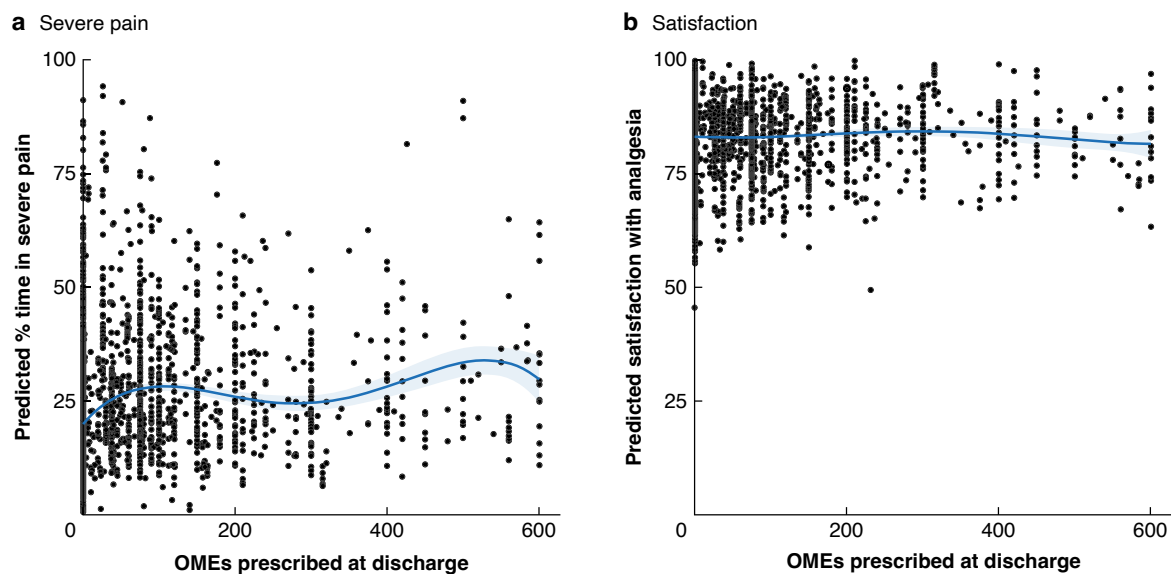 a Severe pain
100
75
50
25
0
200
400
600
Predicted % time in severe pain
OMEs prescribed at discharge
b Satisfaction
100
75
50
25
0
200
400
600
Predicted satisfaction with analgesia
OMEs prescribed at discharge